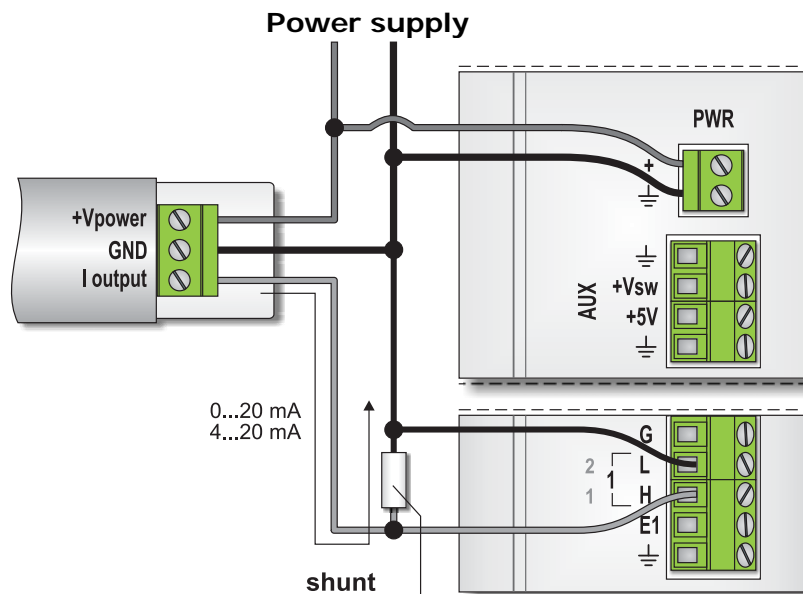 Power supply
PWR
+
+Vpower
GND
I output
AUX
+Vsw
+5V
0...20 mA
4...20 mA
G
2 L
1
1 H
E1
shunt